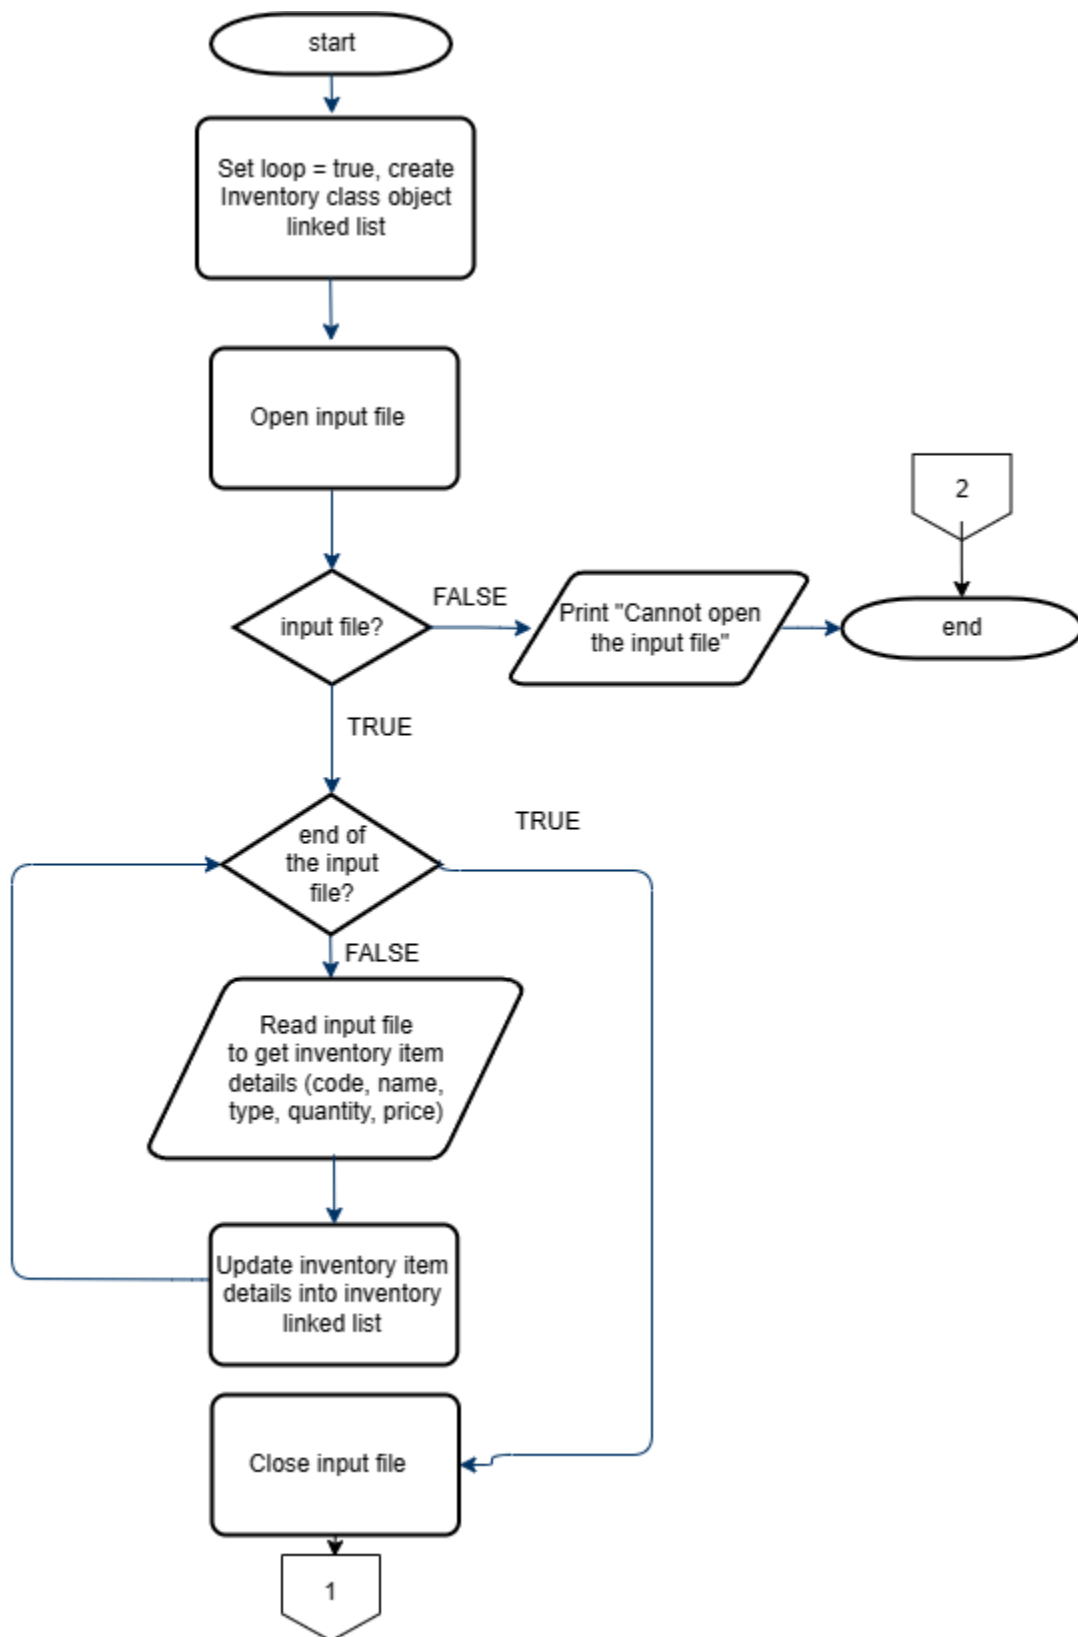 start
Set loop = true, create
Inventory class object
linked list
Open input file
2
input file?
FALSE
Print "Cannot open
the input file"
end
TRUE
end of
the input
file?
TRUE
FALSE
Read input file
to get inventory item
details (code, name,
type, quantity, price)
Update inventory item
details into inventory
linked list
Close input file
1